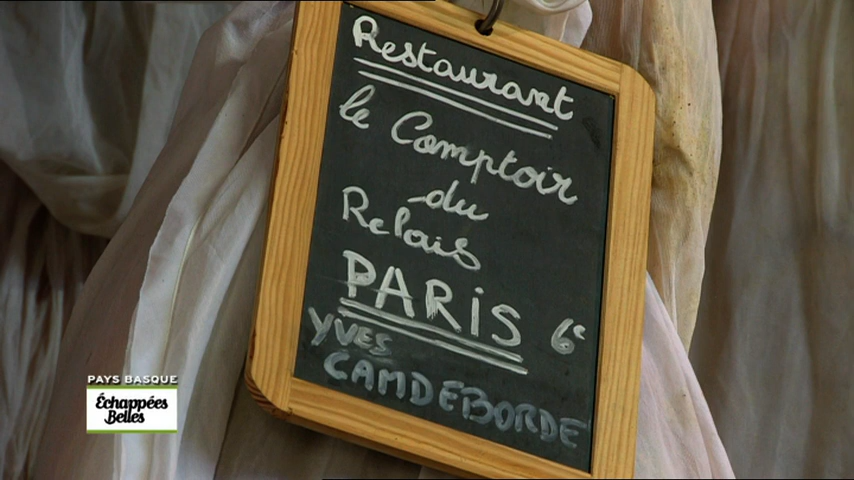 Restaurant
le Comptoir
du
Relais
PARIS 6e
YVES
CAMDEBORDE
PAYS BASQUE
Échappées
Belles